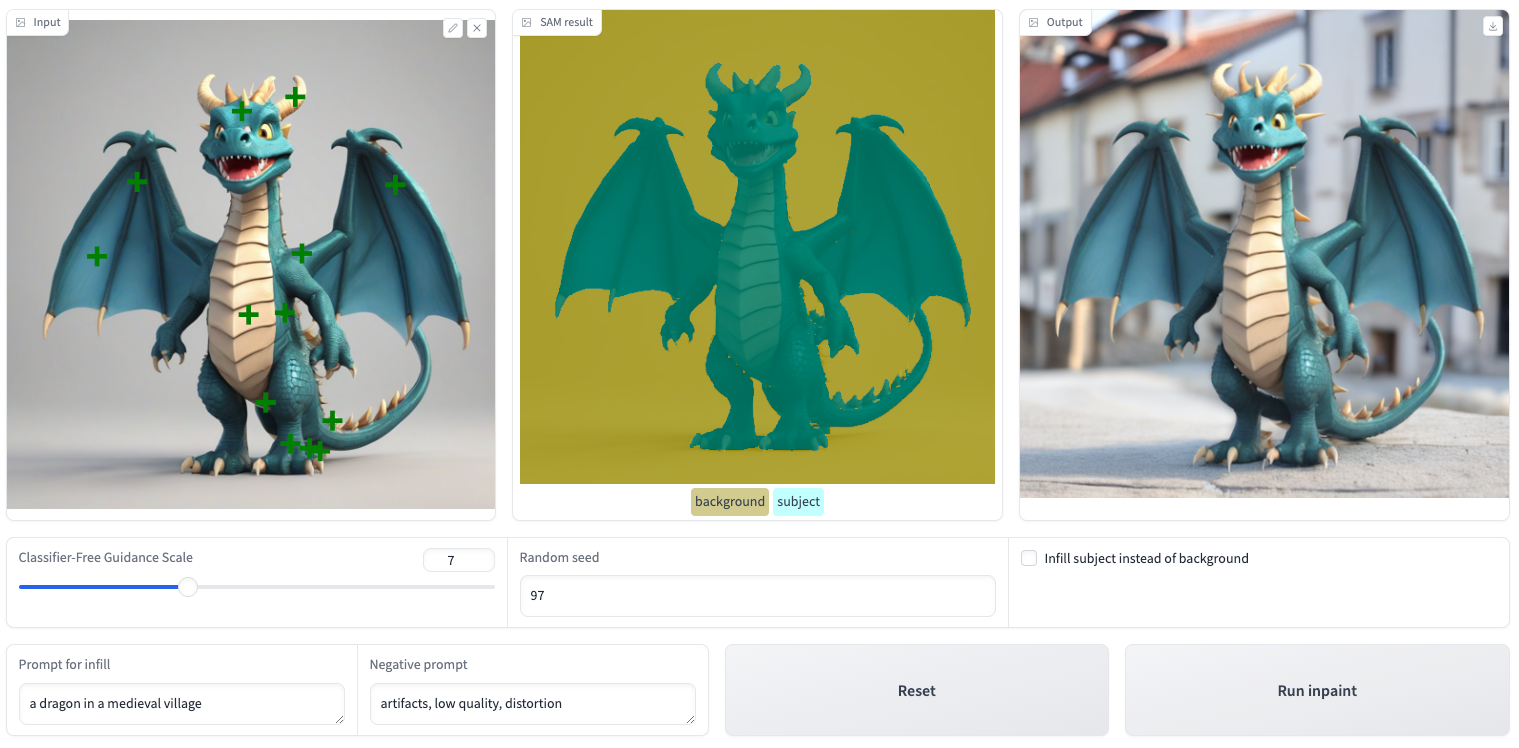 Input
SAM result
Output
background subject
Classifier-Free Guidance Scale
7
Random seed
97
Infill subject instead of background
Prompt for infill
a dragon in a medieval village
Negative prompt
artifacts, low quality, distortion
Reset
Run inpaint